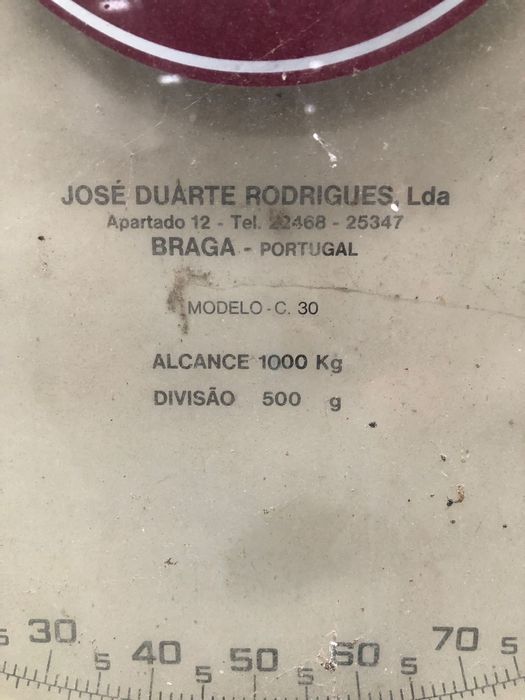 JOSÉ DUARTE RODRIGUES, Lda
Apartado 12 - Tel. 22468 - 25347
BRAGA - PORTUGAL
MODELO - C. 30
ALCANCE 1000 Kg
DIVISÃO 500 g
5 30 5 40 5 50 5 60 5 70 5